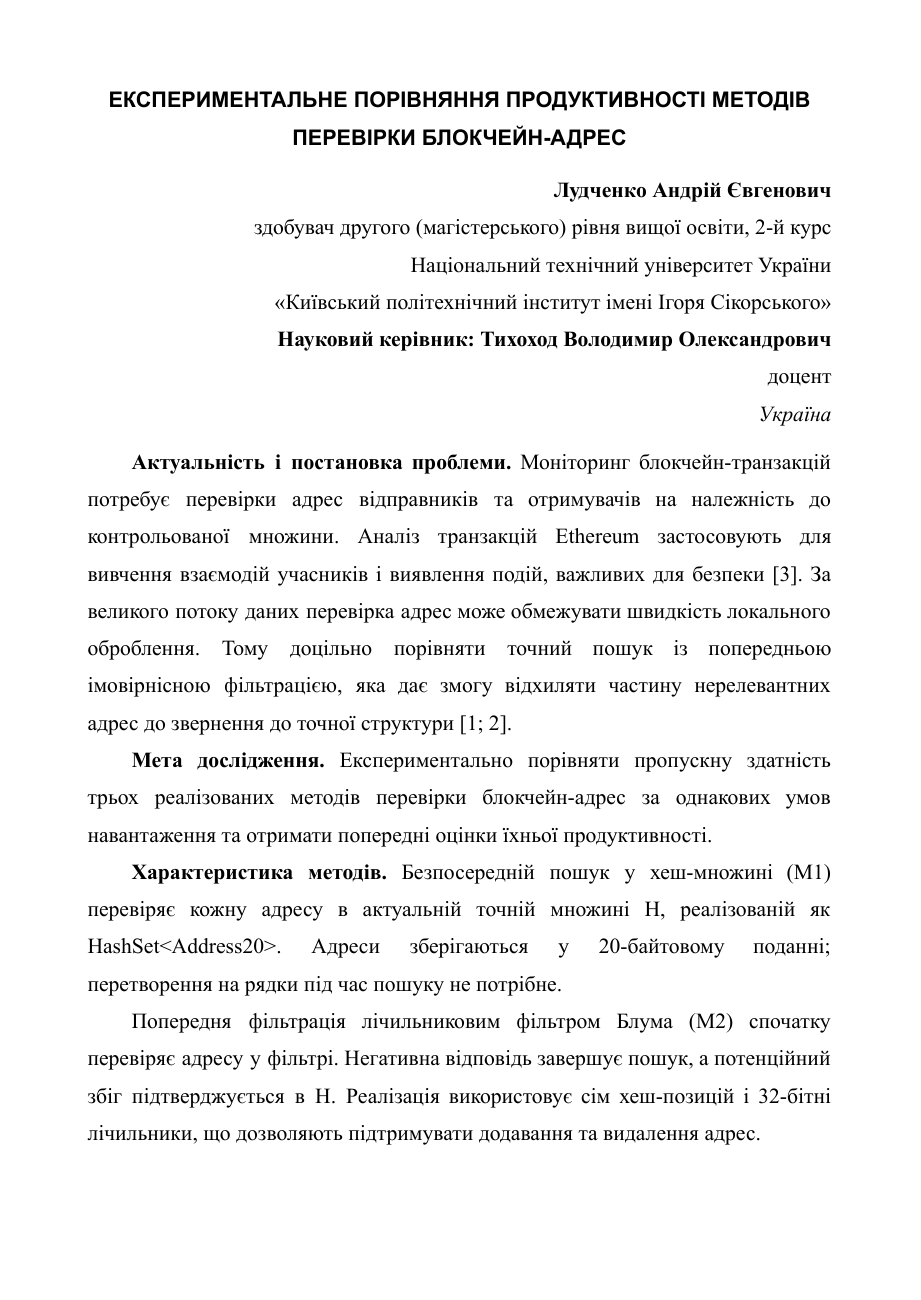 ЕКСПЕРИМЕНТАЛЬНЕ ПОРІВНЯННЯ ПРОДУКТИВНОСТІ МЕТОДІВ
ПЕРЕВІРКИ БЛОКЧЕЙН-АДРЕС
Лудченко Андрій Євгенович
здобувач другого (магістерського) рівня вищої освіти, 2-й курс
Національний технічний університет України
«Київський політехнічний інститут імені Ігоря Сікорського»
Науковий керівник: Тихоход Володимир Олександрович
доцент
Україна
Актуальність і постановка проблеми. Моніторинг блокчейн-транзакцій
потребує перевірки адрес відправників та отримувачів на належність до
контрольованої множини. Аналіз транзакцій Ethereum застосовують для
вивчення взаємодій учасників і виявлення подій, важливих для безпеки [3]. За
великого потоку даних перевірка адрес може обмежувати швидкість локального
оброблення. Тому доцільно порівняти точний пошук із попередньою
імовірнісною фільтрацією, яка дає змогу відхиляти частину нерелевантних
адрес до звернення до точної структури [1; 2].
Мета дослідження. Експериментально порівняти пропускну здатність
трьох реалізованих методів перевірки блокчейн-адрес за однакових умов
навантаження та отримати попередні оцінки їхньої продуктивності.
Характеристика методів. Безпосередній пошук у хеш-множині (M1)
перевіряє кожну адресу в актуальній точній множині H, реалізованій як
HashSet<Address20>. Адреси зберігаються у 20-байтовому поданні;
перетворення на рядки під час пошуку не потрібне.
Попередня фільтрація лічильниковим фільтром Блума (M2) спочатку
перевіряє адресу у фільтрі. Негативна відповідь завершує пошук, а потенційний
збіг підтверджується в H. Реалізація використовує сім хеш-позицій і 32-бітні
лічильники, що дозволяють підтримувати додавання та видалення адрес.